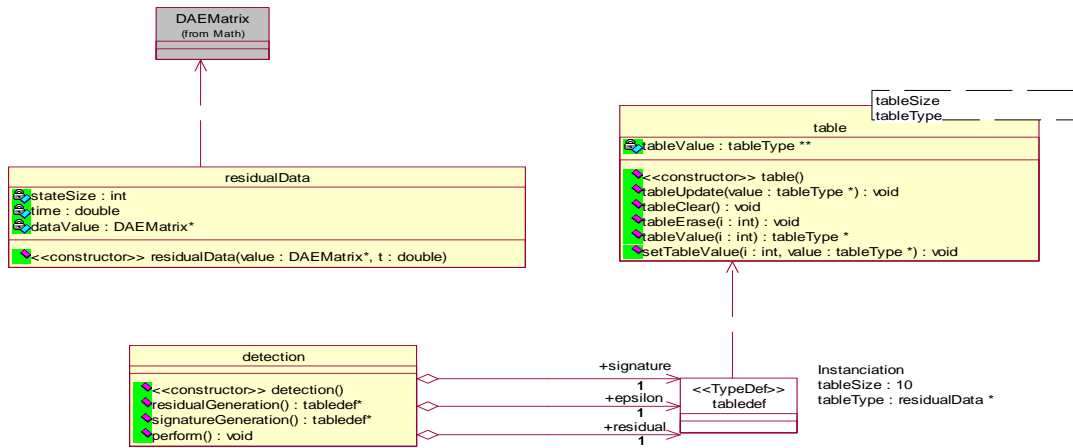 DAEMatrix
(from Math)
tableSize
tableType
table
tableValue : tableType **
<<constructor>> table()
tableUpdate(value : tableType *) : void
tableClear() : void
tableErase(i : int) : void
tableValue(i : int) : tableType *
setTableValue(i : int, value : tableType *) : void
residualData
stateSize : int
time : double
dataValue : DAEMatrix*
<<constructor>> residualData(value : DAEMatrix*, t : double)
detection
<<constructor>> detection()
residualGeneration() : tabledef*
signatureGeneration() : tabledef*
perform() : void
+signature
1
+epsilon
1
+residual
1
<<TypeDef>>
tabledef
Instanciation
tableSize : 10
tableType : residualData *